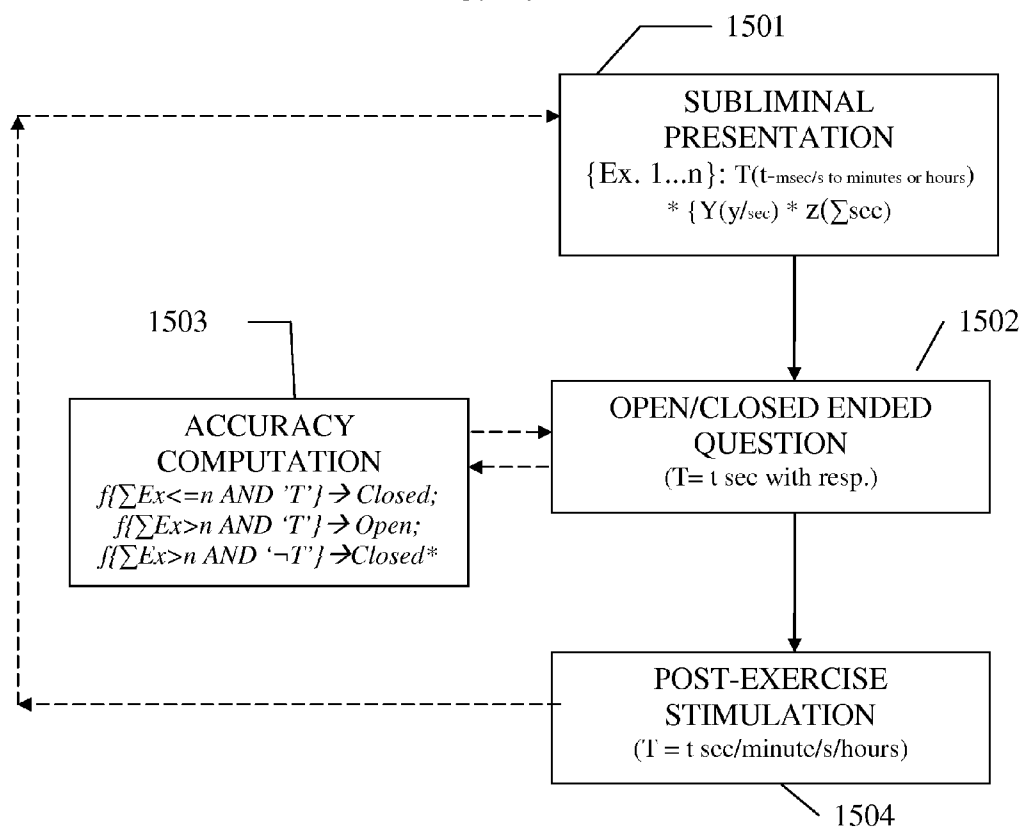 1501
SUBLIMINAL
PRESENTATION
{Ex. 1...n}: T(t-msec/s to minutes or hours)
* {Y(y/sec) * z(∑sec)
1503
1502
ACCURACY
COMPUTATION
f{∑Ex<=n AND 'T'} → Closed;
f{∑Ex>n AND ‘T’} → Open;
f{∑Ex>n AND ‘¬T’} →Closed*
OPEN/CLOSED ENDED
QUESTION
(T= t sec with resp.)
POST-EXERCISE
STIMULATION
(T = t sec/minute/s/hours)
1504